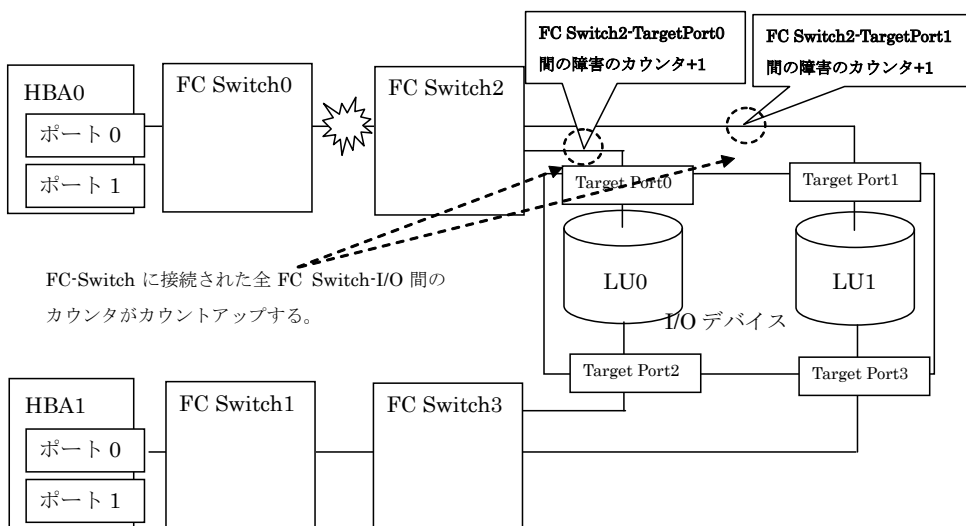 FC Switch2-TargetPort0
間の障害のカウンタ+1
FC Switch2-TargetPort1
間の障害のカウンタ+1
HBA0
ポート 0
ポート 1
FC Switch0
FC Switch2
Target Port0
Target Port1
LU0
LU1
I/O デバイス
FC-Switch に接続された全 FC Switch-I/O 間の
カウンタがカウントアップする。
Target Port2
Target Port3
HBA1
ポート 0
ポート 1
FC Switch1
FC Switch3